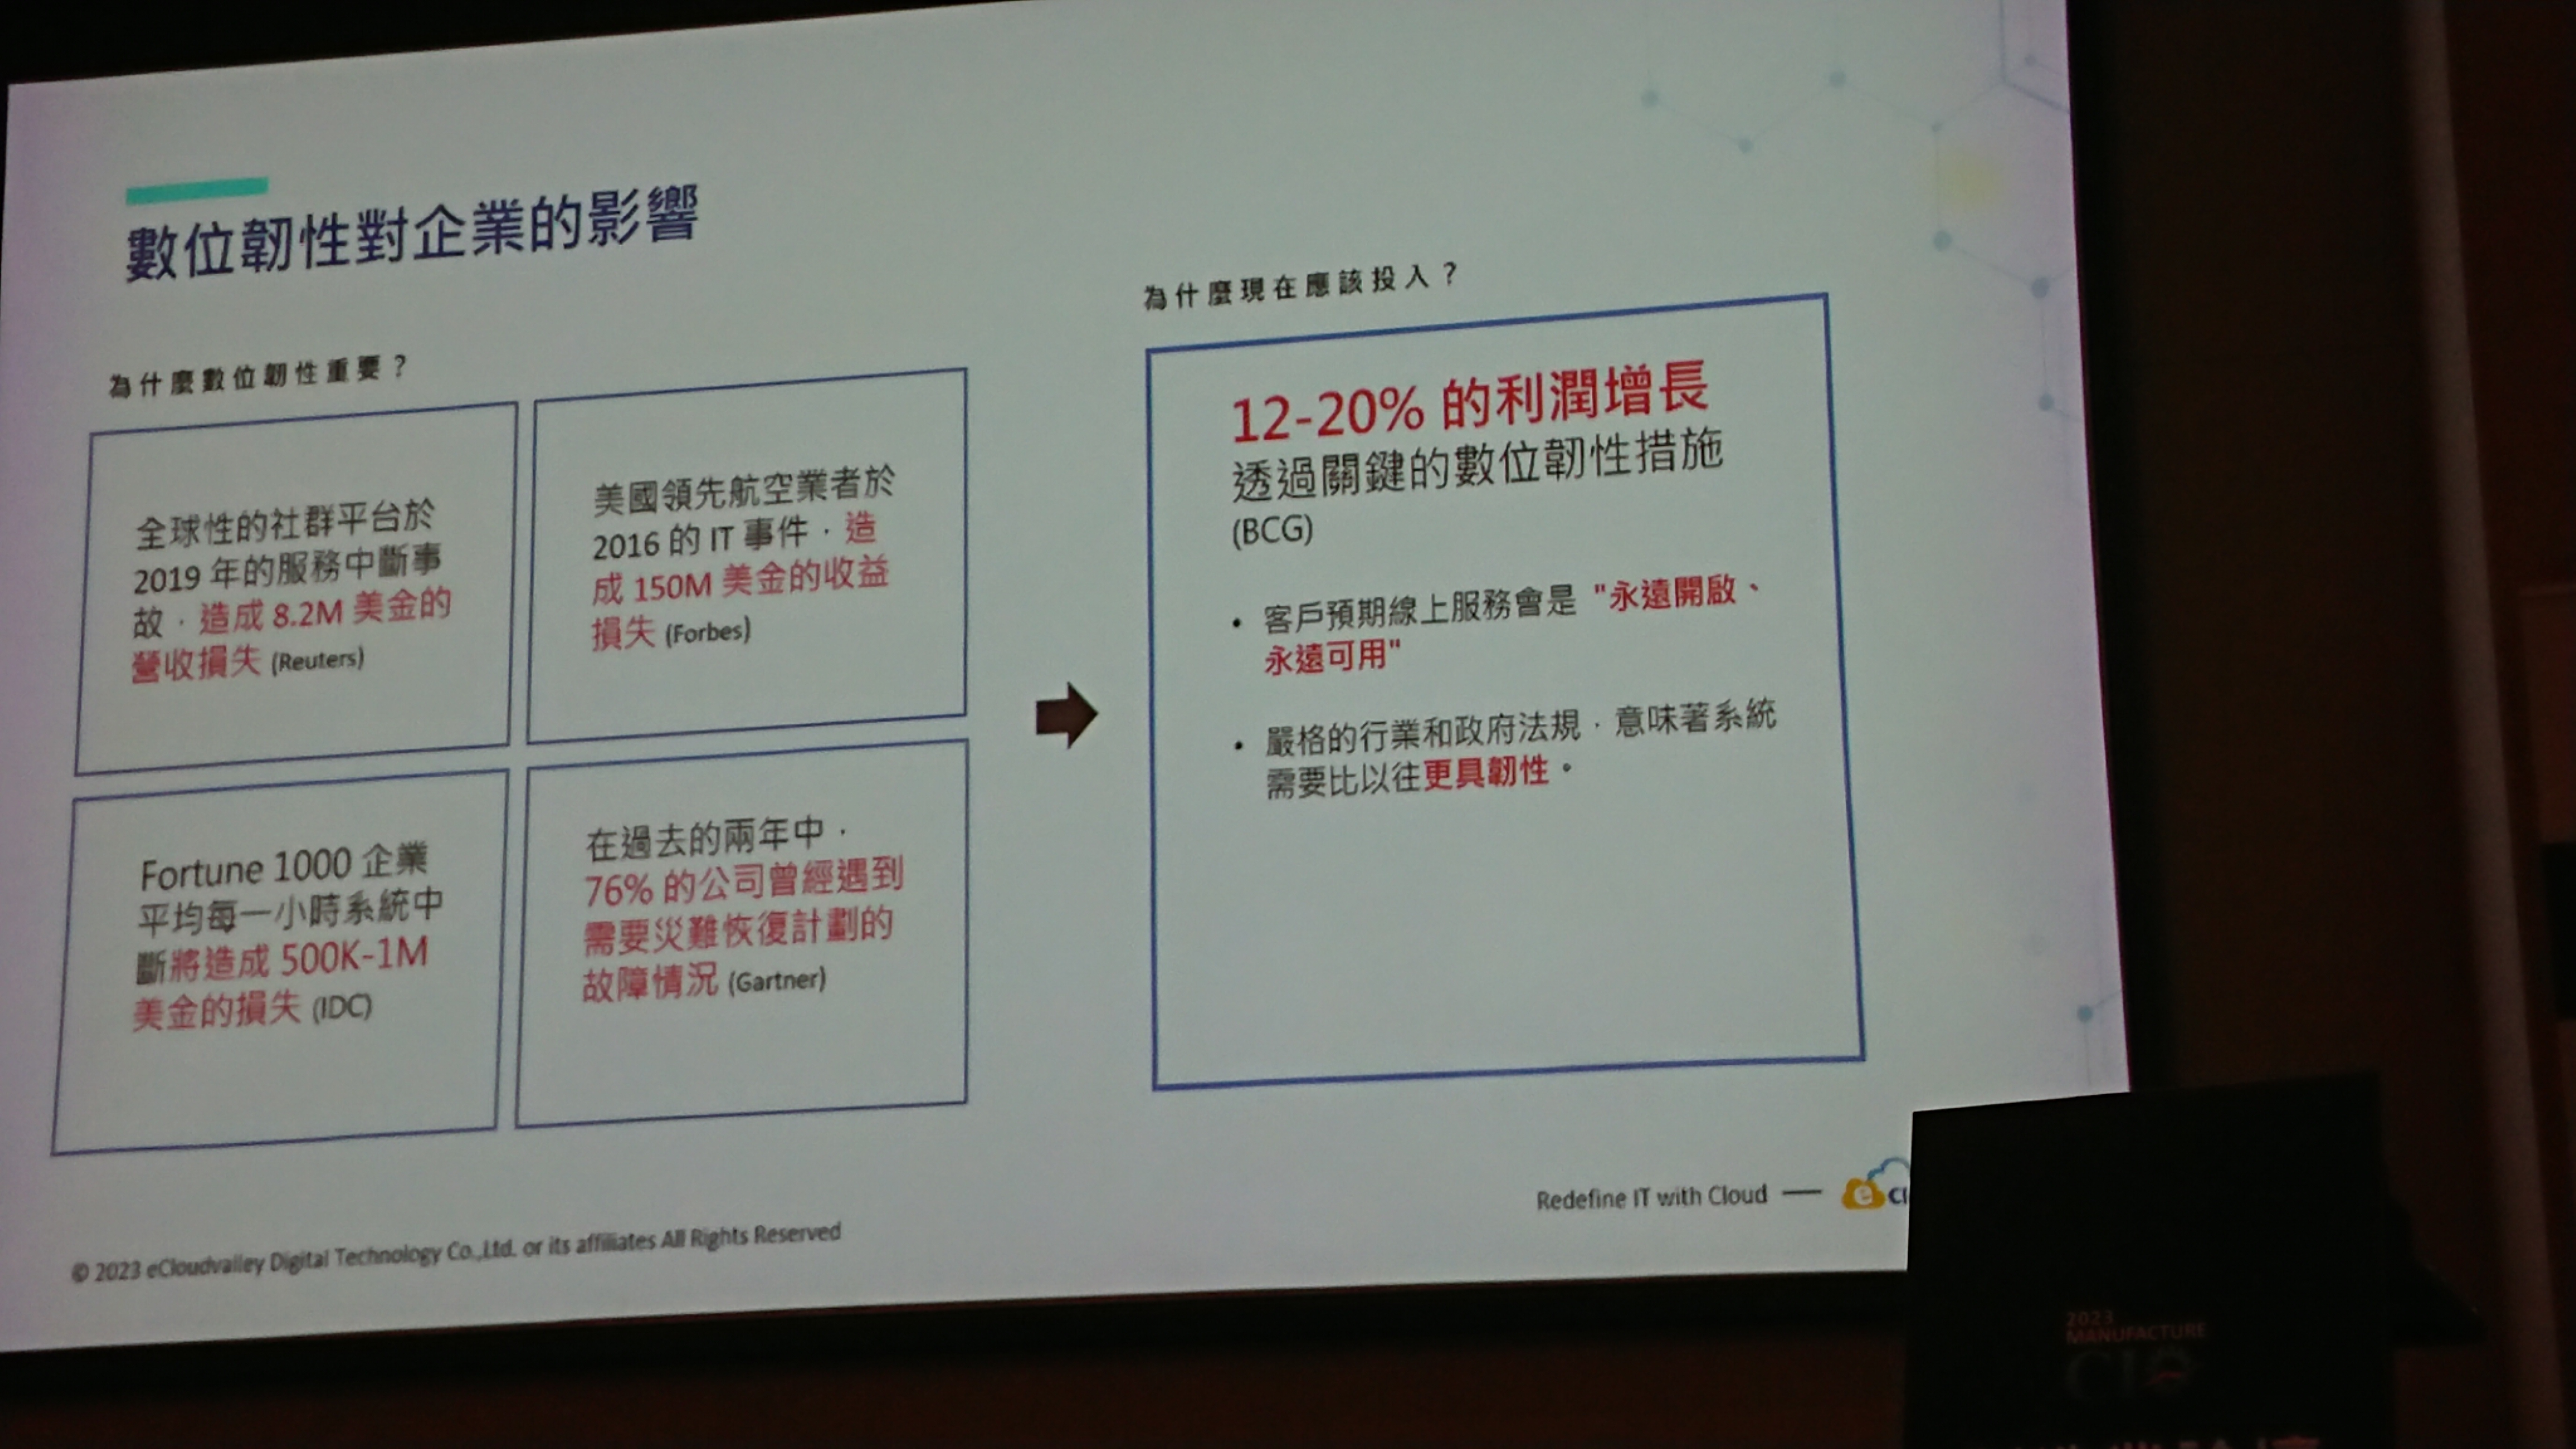 數位韌性對企業的影響
為什麼數位韌性重要？
全球性的社群平台於
2019 年的服務中斷事
故，造成 8.2M 美金的
營收損失 (Reuters)
美國領先航空業者於
2016 的 IT 事件，造
成 150M 美金的收益
損失 (Forbes)
Fortune 1000 企業
平均每一小時系統中
斷將造成 500K-1M
美金的損失 (IDC)
在過去的兩年中，
76% 的公司曾經遇到
需要災難恢復計劃的
故障情況 (Gartner)
為什麼現在應該投入？
12-20% 的利潤增長
透過關鍵的數位韌性措施
(BCG)
• 客戶預期線上服務會是 "永遠開啟、
永遠可用"
• 嚴格的行業和政府法規，意味著系統
需要比以往更具韌性。
Redefine IT with Cloud —
© 2023 eCloudvalley Digital Technology Co.,Ltd. or its affiliates All Rights Reserved
2023
MANUFACTURE
CIO